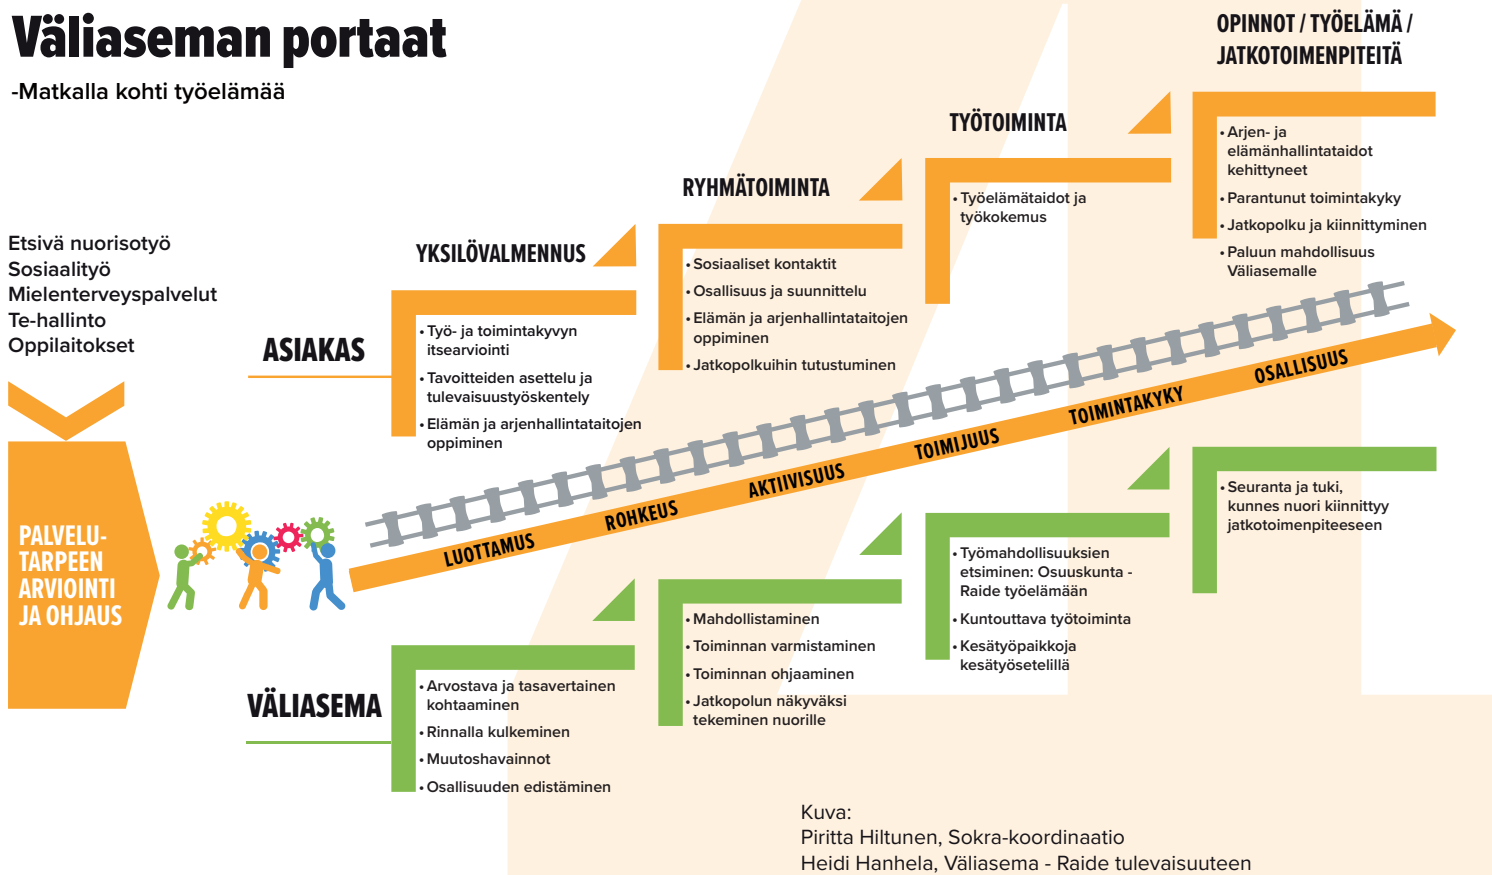 Väliaseman portaat
-Matkalla kohti työelämää
Etsivä nuorisotyö
Sosiaalityö
Mielenterveyspalvelut
Te-hallinto
Oppilaitokset
PALVELU-
TARPEEN
ARVIOINTI
JA OHJAUS
ASIAKAS
YKSILÖVALMENNUS
• Työ- ja toimintakyvyn
itsearviointi
• Tavoitteiden asettelu ja
tulevaisuustyöskentely
• Elämän ja arjenhallintataitojen
oppiminen
RYHMÄTOIMINTA
• Sosiaaliset kontaktit
• Osallisuus ja suunnittelu
• Elämän ja arjenhallintataitojen
oppiminen
• Jatkopolkuihin tutustuminen
TYÖTOIMINTA
• Työelämätaidot ja
työkokemus
OPINNOT / TYÖELÄMÄ /
JATKOTOIMENPITEITÄ
• Arjen- ja
elämänhallintataidot
kehittyneet
• Parantunut toimintakyky
• Jatkopolku ja kiinnittyminen
• Paluun mahdollisuus
Väliasemalle
LUOTTAMUS
ROHKEUS
AKTIIVISUUS
TOIMIJUUS
TOIMINTAKYKY
OSALLISUUS
VÄLIASEMA
• Arvostava ja tasavertainen
kohtaaminen
• Rinnalla kulkeminen
• Muutoshavainnot
• Osallisuuden edistäminen
• Mahdollistaminen
• Toiminnan varmistaminen
• Toiminnan ohjaaminen
• Jatkopolun näkyväksi
tekeminen nuorille
• Työmahdollisuuksien
etsiminen: Osuuskunta -
Raide työelämään
• Kuntouttava työtoiminta
• Kesätyöpaikkoja
kesätyösetelillä
• Seuranta ja tuki,
kunnes nuori kiinnittyy
jatkotoimenpiteeseen
Kuva:
Piritta Hiltunen, Sokra-koordinaatio
Heidi Hanhela, Väliasema - Raide tulevaisuuteen